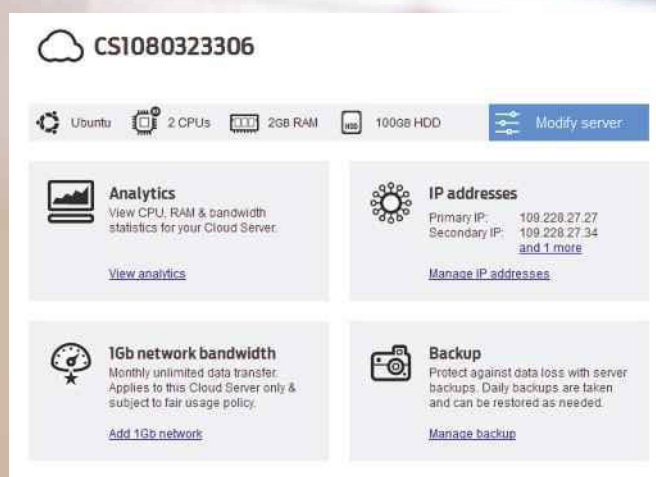 CS1080323306
Ubuntu 2 CPUs 2GB RAM HDD 100GB HDD Modify server
Analytics
View CPU, RAM & bandwidth
statistics for your Cloud Server.
View analytics
IP addresses
Primary IP: 109.228.27.27
Secondary IP: 109.228.27.34
and 1 more
Manage IP addresses
1Gb network bandwidth
Monthly unlimited data transfer.
Applies to this Cloud Server only &
subject to fair usage policy.
Add 1Gb network
Backup
Protect against data loss with server
backups. Daily backups are taken
and can be restored as needed.
Manage backup